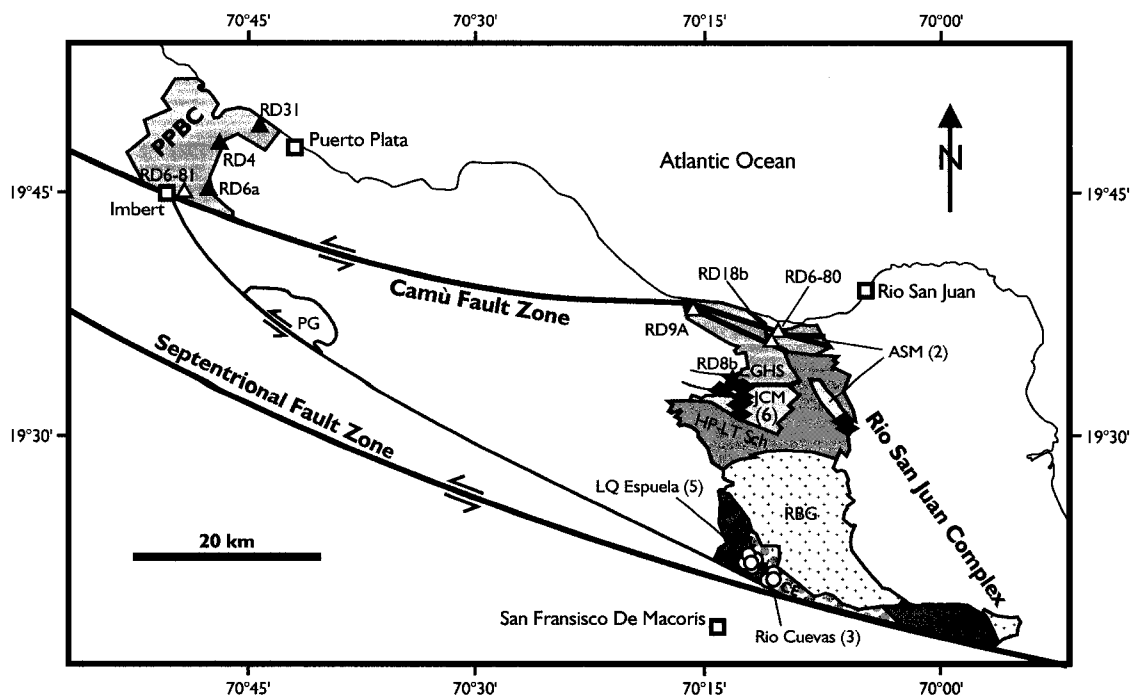 70°45'
70°30'
70°15'
70°00'
RD31
PPBC
Puerto Plata
RD4
N
Atlantic Ocean
RD6-81
RD6a
19°45'
19°45'
Imbert
RD18b
RD6-80
Rio San Juan
Camù Fault Zone
PG
RD9A
ASM (2)
RD8b
GHS
JCM
(6)
Septentrional Fault Zone
HP-LT Sch
19°30'
19°30'
Rio San Juan Complex
LQ Espuela (5)
RBG
20 km
CF
San Fransisco De Macoris
Rio Cuevas (3)
70°45'
70°30'
70°15'
70°00'